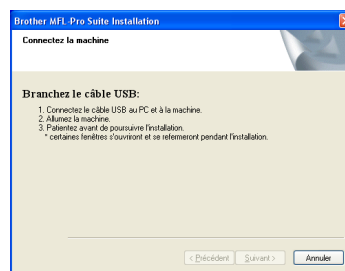 Brother MFL-Pro Suite Installation
Connectez la machine
Branchez le câble USB:
1. Connectez le câble USB au PC et à la machine.
2. Allumez la machine.
3. Patientez avant de poursuivre l'installation.
* certaines fenêtres s'ouvriront et se refermeront pendant l'installation.
< Précédent Suivant > Annuler